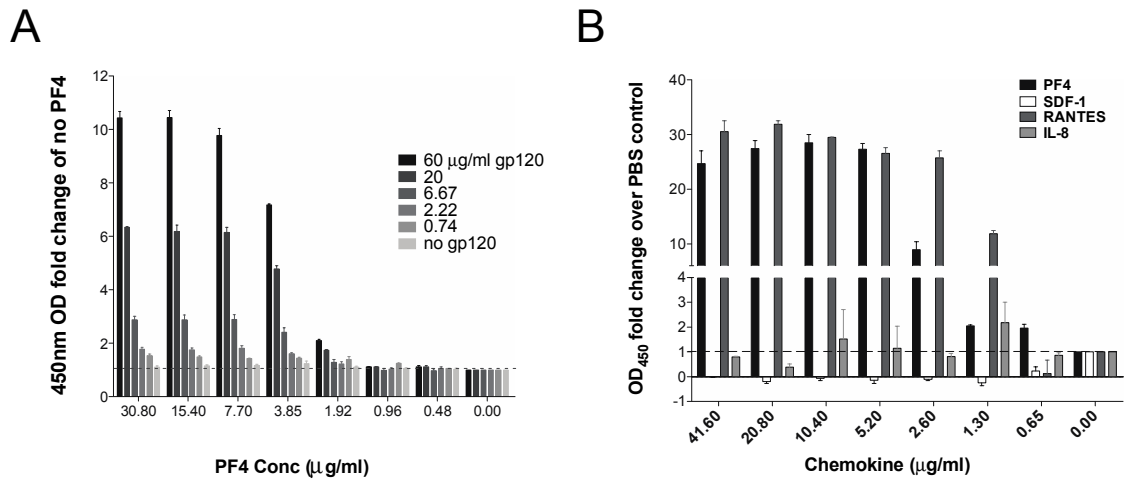 A
450nm OD fold change of no PF4
12
10
8
6
4
2
0
60 μg/ml gp120
20
6.67
2.22
0.74
no gp120
30.80 15.40 7.70 3.85 1.92 0.96 0.48 0.00
PF4 Conc (μg/ml)
B
OD450 fold change over PBS control
40
30
20
10
4
3
2
1
0
-1
PF4
SDF-1
RANTES
IL-8
41.60 20.80 10.40 5.20 2.60 1.30 0.65 0.00
Chemokine (μg/ml)